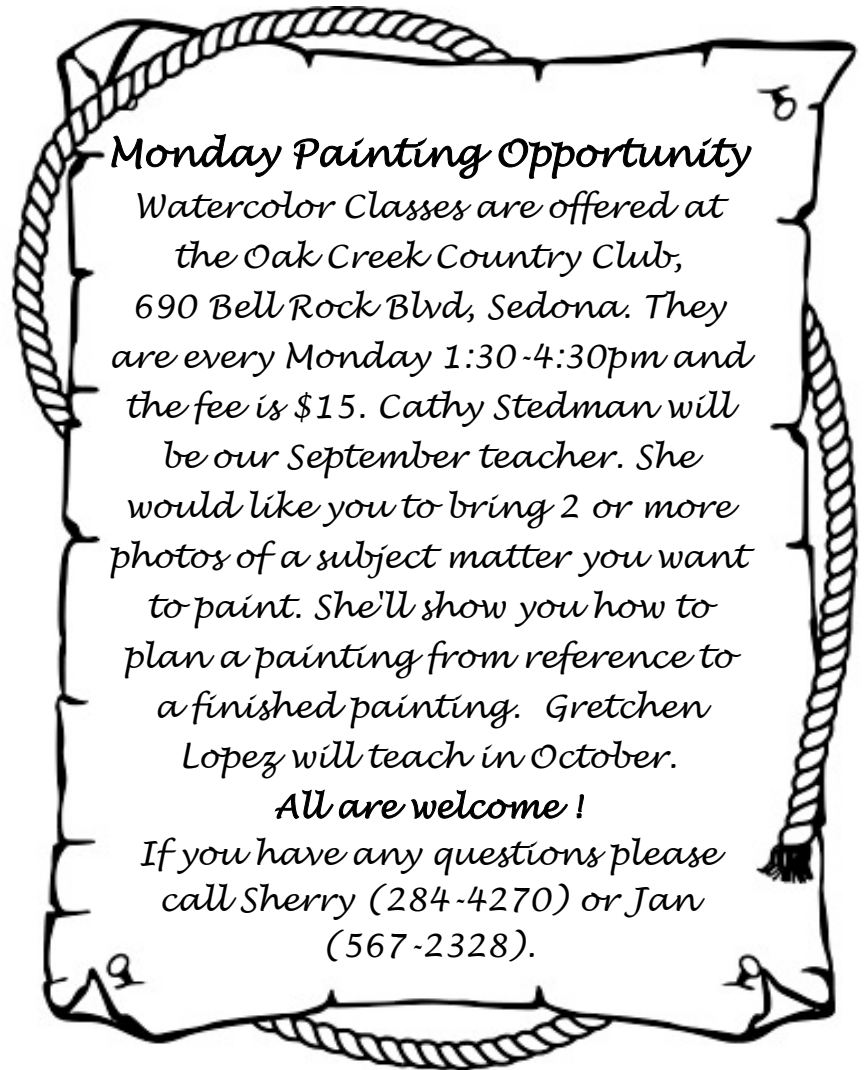 Monday Painting Opportunity
Watercolor Classes are offered at
the Oak Creek Country Club,
690 Bell Rock Blvd, Sedona. They
are every Monday 1:30-4:30pm and
the fee is $15. Cathy Stedman will
be our September teacher. She
would like you to bring 2 or more
photos of a subject matter you want
to paint. She'll show you how to
plan a painting from reference to
a finished painting.  Gretchen
Lopez will teach in October.
All are welcome !
If you have any questions please
call Sherry (284-4270) or Jan
(567-2328).